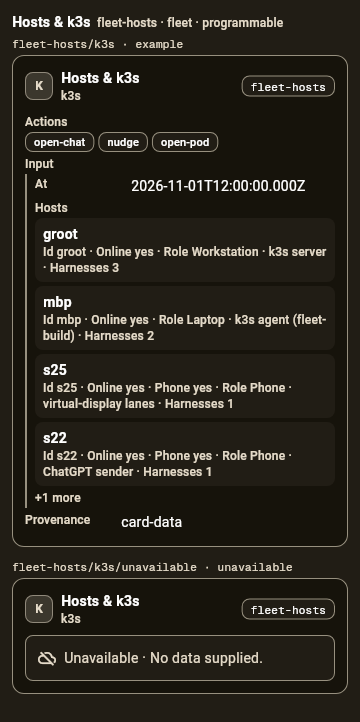 Hosts & k3s fleet-hosts · fleet · programmable
fleet-hosts/k3s · example
K
Hosts & k3s
k3s
fleet-hosts
Actions
open-chat nudge open-pod
Input
At 2026-11-01T12:00:00.000Z
Hosts
groot
Id groot · Online yes · Role Workstation · k3s server
· Harnesses 3
mbp
Id mbp · Online yes · Role Laptop · k3s agent (fleet-
build) · Harnesses 2
s25
Id s25 · Online yes · Phone yes · Role Phone ·
virtual-display lanes · Harnesses 1
s22
Id s22 · Online yes · Phone yes · Role Phone ·
ChatGPT sender · Harnesses 1
+1 more
Provenance card-data
fleet-hosts/k3s/unavailable · unavailable
K
Hosts & k3s
k3s
fleet-hosts
Unavailable · No data supplied.